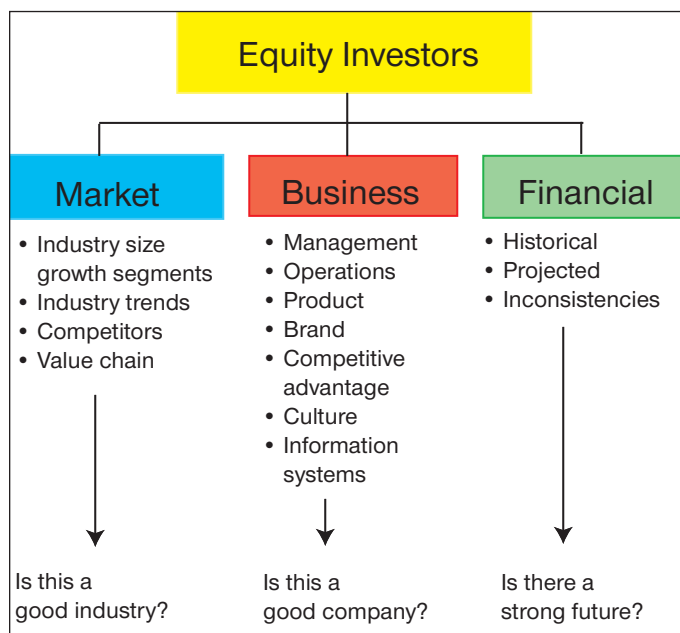 Equity Investors
Market
• Industry size
growth segments
• Industry trends
• Competitors
• Value chain
Is this a
good industry?
Business
• Management
• Operations
• Product
• Brand
• Competitive
advantage
• Culture
• Information
systems
Is this a
good company?
Financial
• Historical
• Projected
• Inconsistencies
Is there a
strong future?